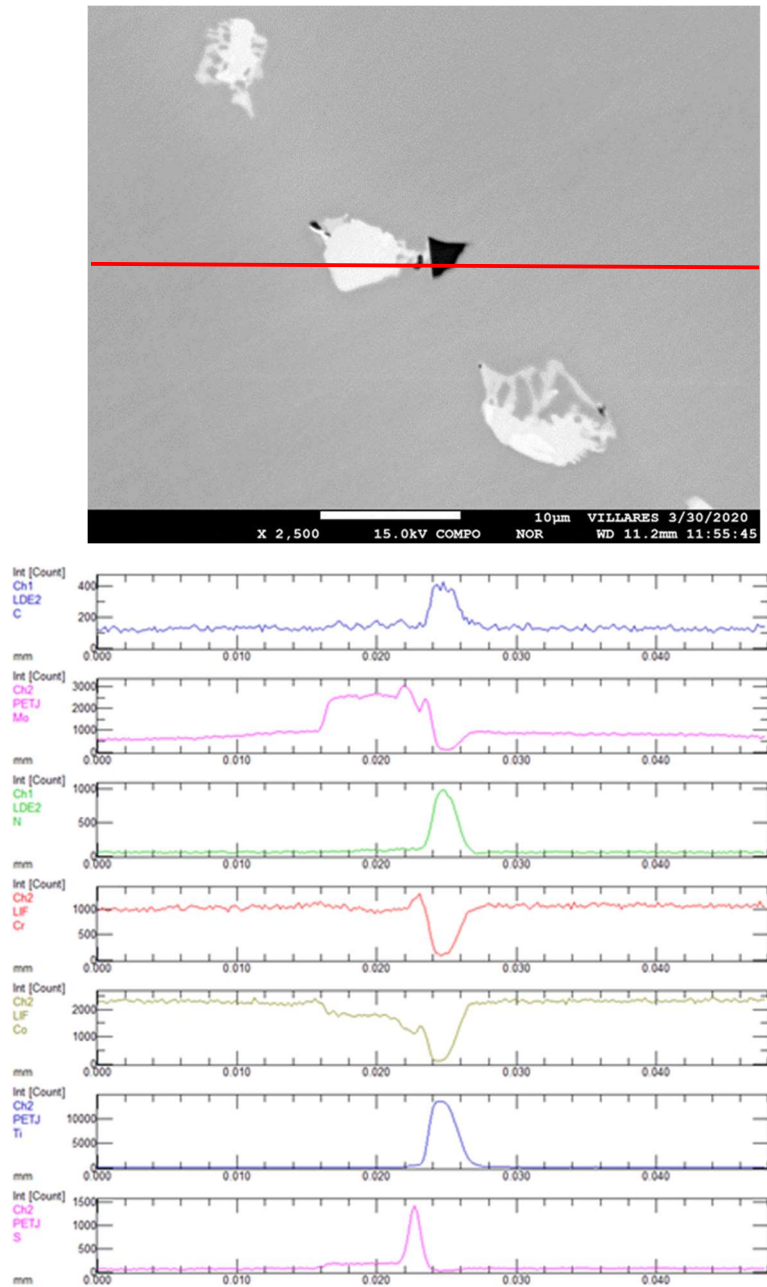 10μm VILLARES 3/30/2020
X 2,500 15.0kV COMPO NOR WD 11.2mm 11:55:45
Int [Count]
Ch1
LDE2
C
400
200
0
mm
0.000 0.010 0.020 0.030 0.040
Int [Count]
Ch2
PETJ
Mo
3000
2000
1000
0
mm
0.000 0.010 0.020 0.030 0.040
Int [Count]
Ch1
LDE2
N
1000
500
0
mm
0.000 0.010 0.020 0.030 0.040
Int [Count]
Ch2
LIF
Cr
1000
500
0
mm
0.000 0.010 0.020 0.030 0.040
Int [Count]
Ch2
LIF
Co
2000
1000
0
mm
0.000 0.010 0.020 0.030 0.040
Int [Count]
Ch2
PETJ
Ti
10000
5000
0
mm
0.000 0.010 0.020 0.030 0.040
Int [Count]
Ch2
PETJ
S
1500
1000
500
0
mm
0.000 0.010 0.020 0.030 0.040